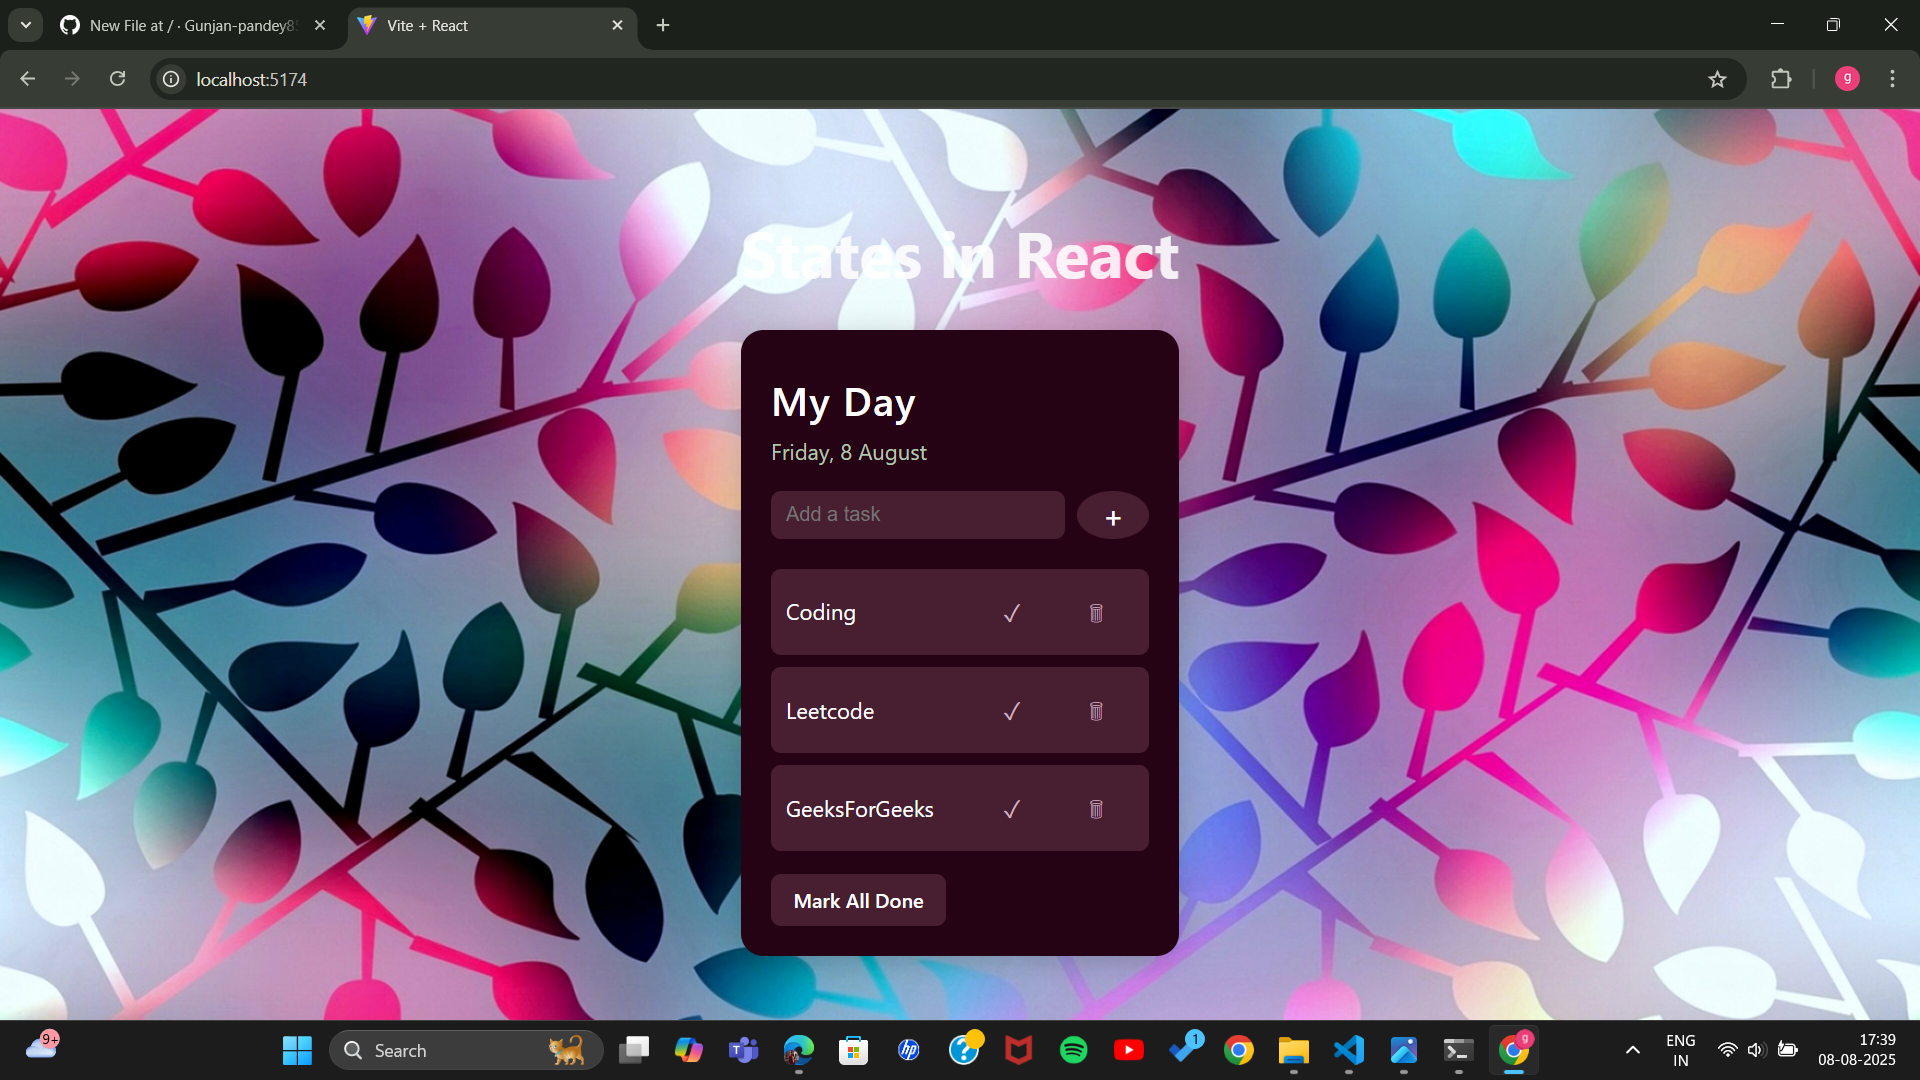 New File at / · Gunjan-pandey8
Vite + React
localhost:5174
g
States in React
My Day
Friday, 8 August
Add a task
+
Coding
Leetcode
GeeksForGeeks
Mark All Done
9+
Search
1
g
ENG
IN
17:39
08-08-2025